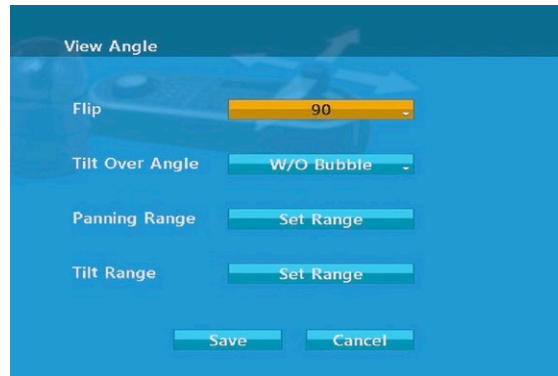 View Angle
Flip 90
Tilt Over Angle W/O Bubble
Panning Range Set Range
Tilt Range Set Range
Save Cancel